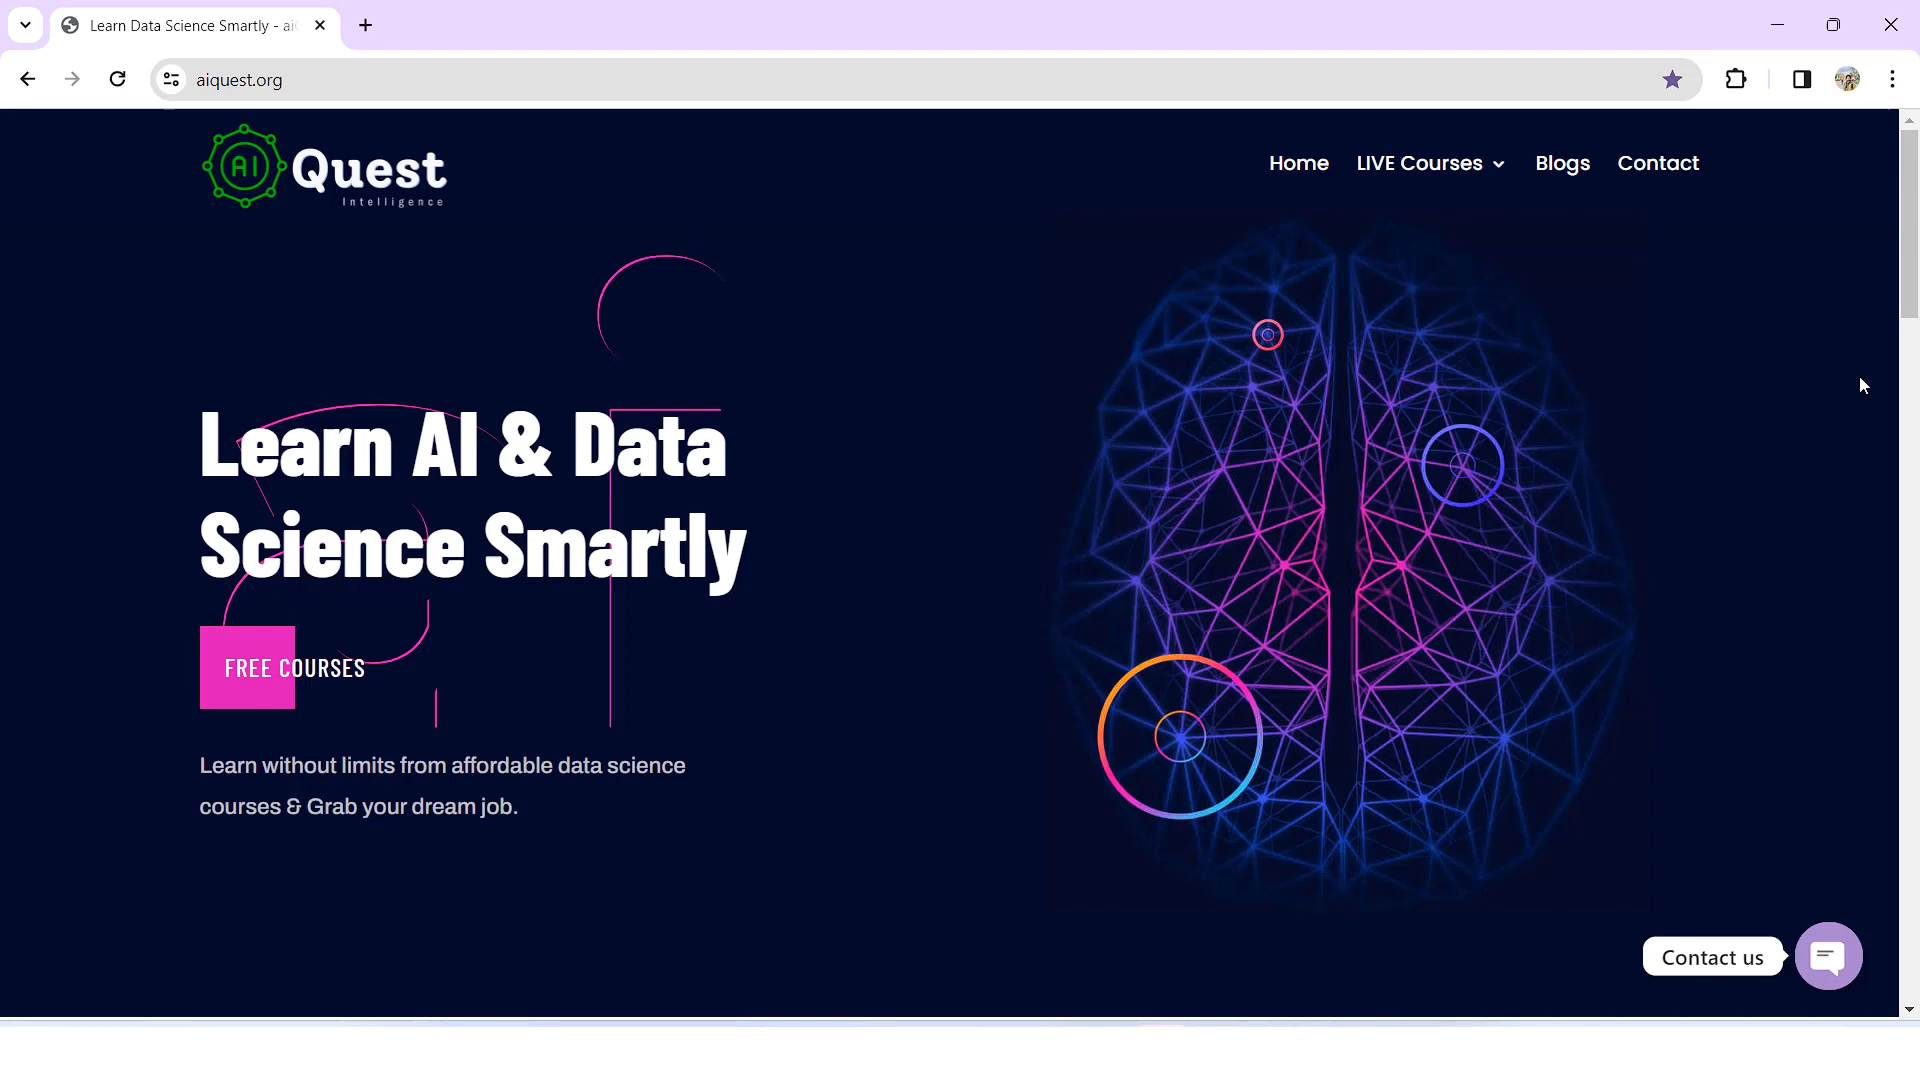 Learn Data Science Smartly - ai
aiquest.org
AI Quest
Intelligence
Home LIVE Courses Blogs Contact
Learn AI & Data
Science Smartly
FREE COURSES
Learn without limits from affordable data science
courses & Grab your dream job.
Contact us